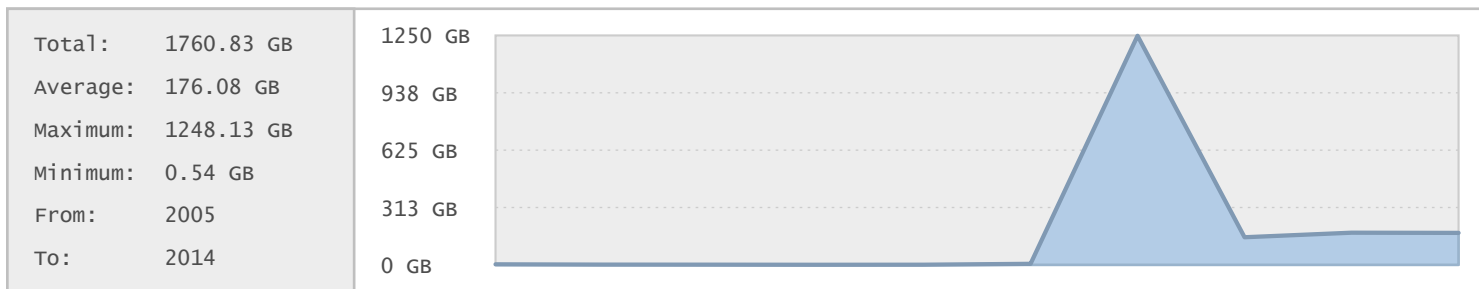 Total: 1760.83 GB
Average: 176.08 GB
Maximum: 1248.13 GB
Minimum: 0.54 GB
From: 2005
To: 2014
1250 GB
938 GB
625 GB
313 GB
0 GB